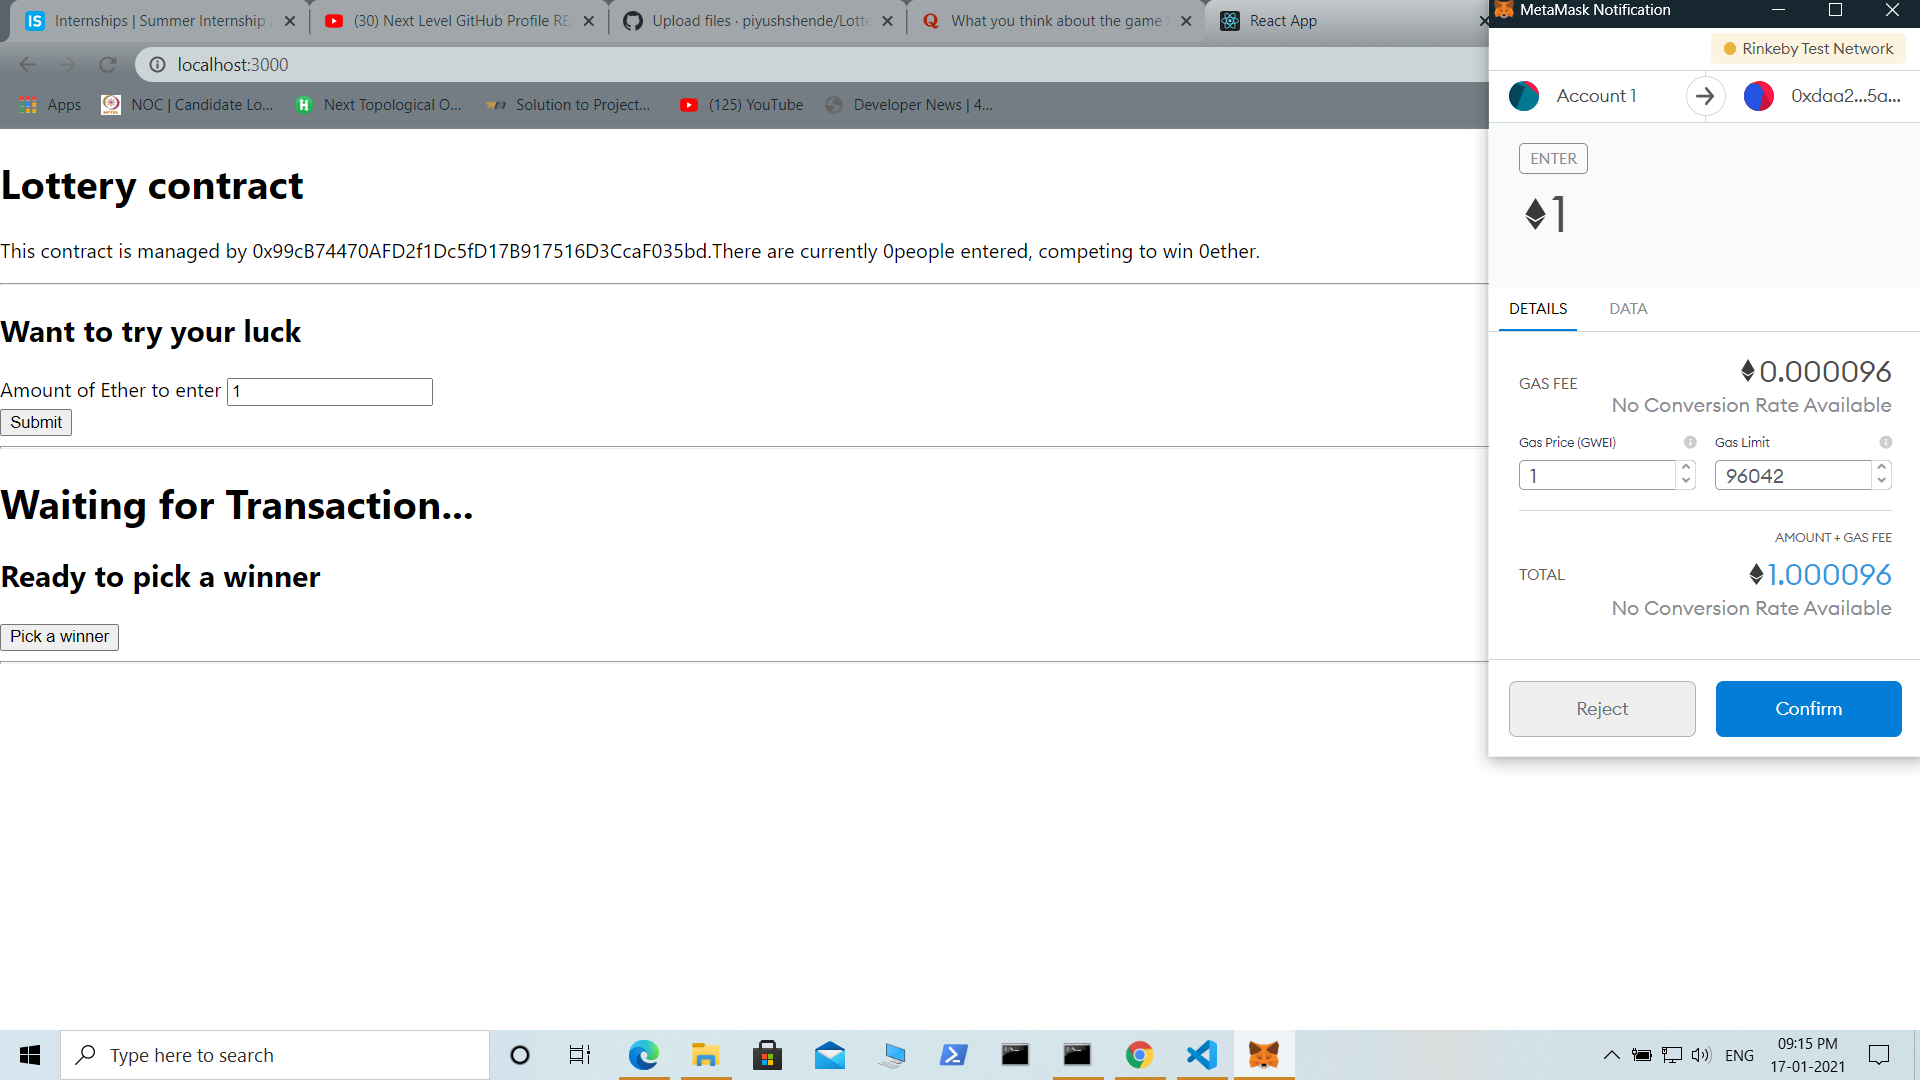 Internships | Summer Internship 2
(30) Next Level GitHub Profile RE
Upload files · piyushshende/Lotte
What you think about the game
React App
MetaMask Notification
localhost:3000
Rinkeby Test Network
Apps
NOC | Candidate Lo...
Next Topological O...
Solution to Project...
(125) YouTube
Developer News | 4...
Account 1
0xdaa2...5a...
Lottery contract
This contract is managed by 0x99cB74470AFD2f1Dc5fD17B917516D3CcaF035bd.There are currently 0people entered, competing to win 0ether.
Want to try your luck
Amount of Ether to enter 1
Submit
Waiting for Transaction...
Ready to pick a winner
Pick a winner
ENTER
1
DETAILS
DATA
GAS FEE
0.000096
No Conversion Rate Available
Gas Price (GWEI)
Gas Limit
1
96042
AMOUNT + GAS FEE
TOTAL
1.000096
No Conversion Rate Available
Reject
Confirm
Type here to search
ENG
09:15 PM
17-01-2021